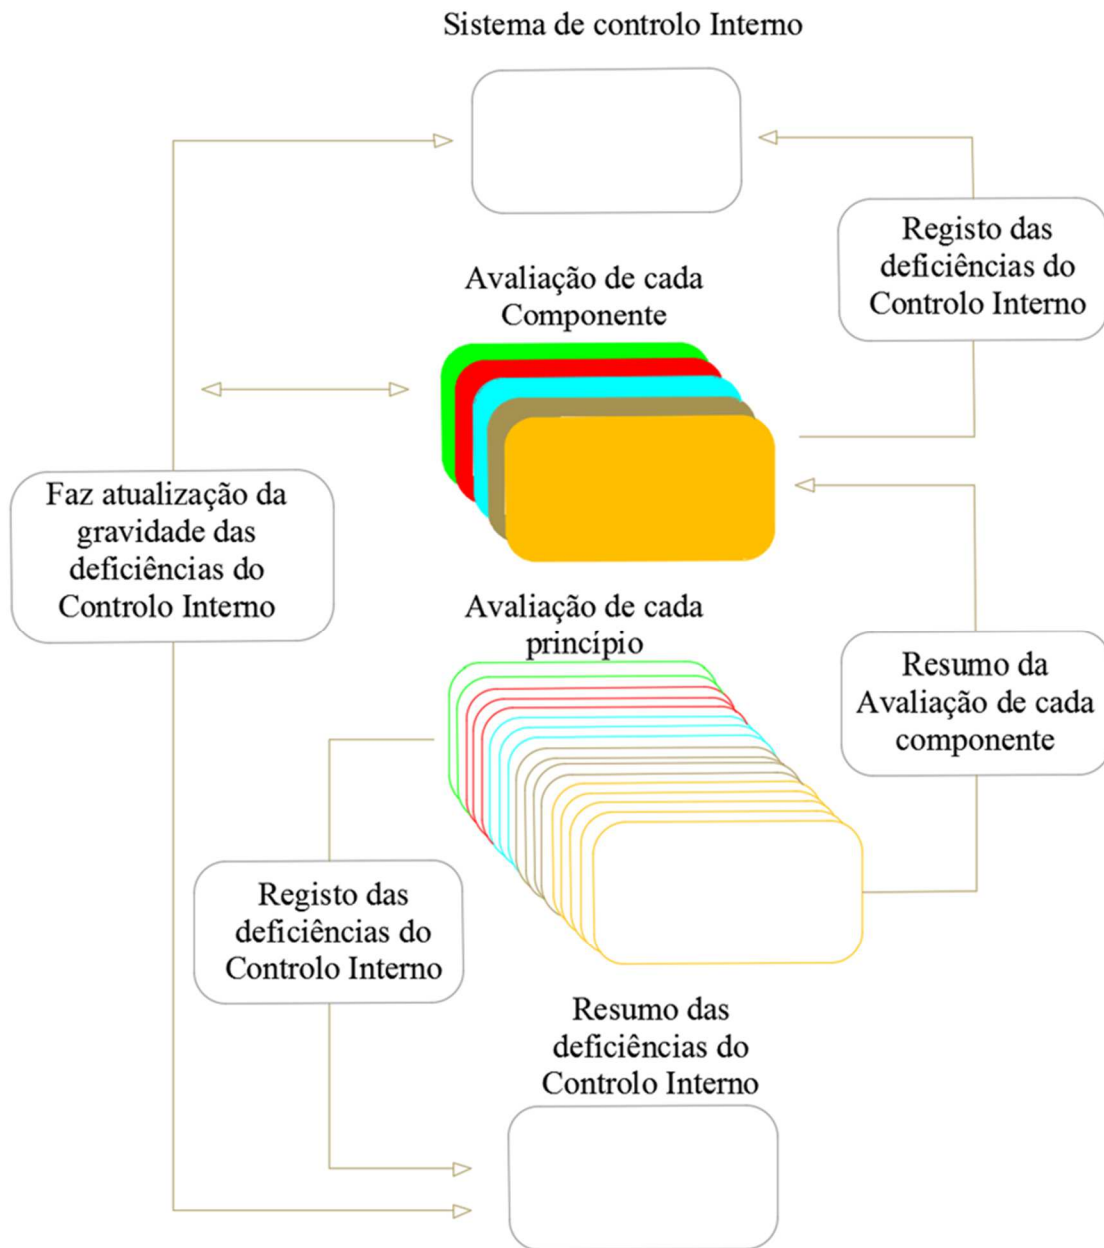 Sistema de controlo Interno
Registo das
deficiências do
Controlo Interno
Avaliação de cada
Componente
Faz atualização da
gravidade das
deficiências do
Controlo Interno
Avaliação de cada
princípio
Resumo da
Avaliação de cada
componente
Registo das
deficiências do
Controlo Interno
Resumo das
deficiências do
Controlo Interno